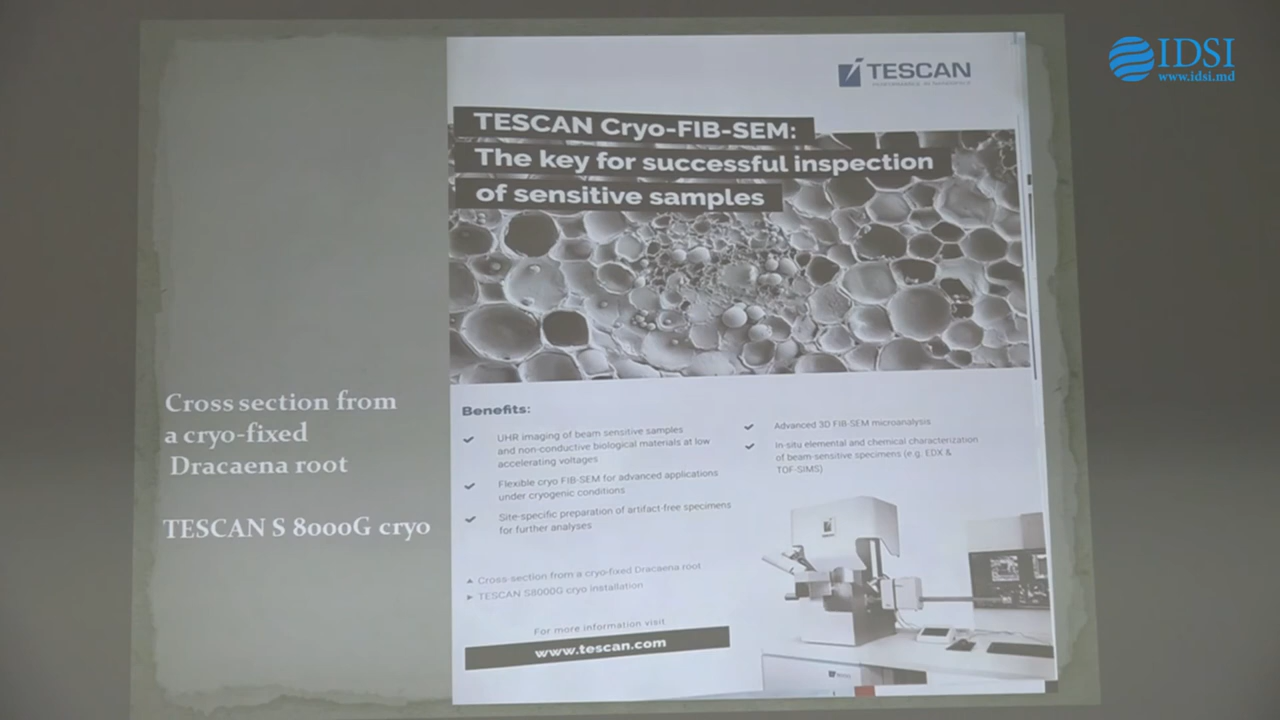 IDSI
www.idsi.md
TESCAN
PERFORMANCE IN NANOSPACE
TESCAN Cryo-FIB-SEM:
The key for successful inspection
of sensitive samples
Cross section from
a cryo-fixed
Dracaena root
TESCAN S 8000G cryo
Benefits:
UHR imaging of beam sensitive samples
and non-conductive biological materials at low
accelerating voltages
Flexible cryo FIB-SEM for advanced applications
under cryogenic conditions
Site-specific preparation of artifact-free specimens
for further analyses
Advanced 3D FIB-SEM microanalysis
In-situ elemental and chemical characterization
of beam-sensitive specimens (e.g. EDX &
TOF-SIMS)
Cross-section from a cryo-fixed Dracaena root
TESCAN S8000G cryo installation
For more information visit
www.tescan.com